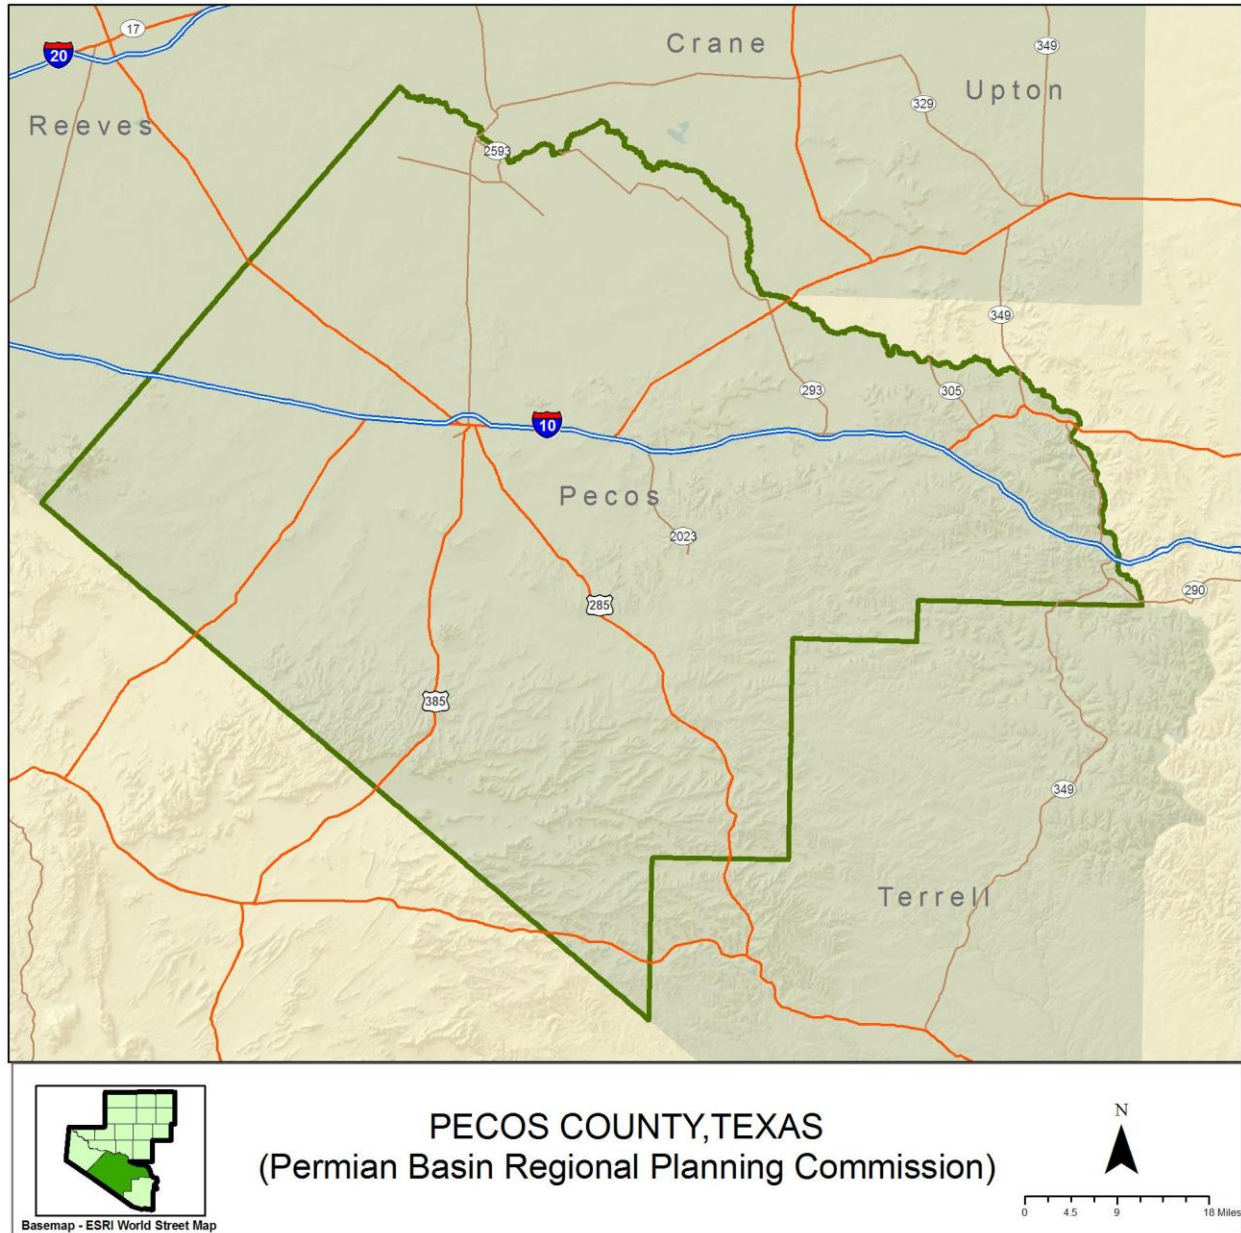 17
Crane
349
20
Upton
329
Reeves
2593
349
293
305
10
Pecos
2023
290
285
385
349
Terrell
PECOS COUNTY,TEXAS
N
(Permian Basin Regional Planning Commission)
0 4.5 9 18 Miles
Basemap - ESRI World Street Map